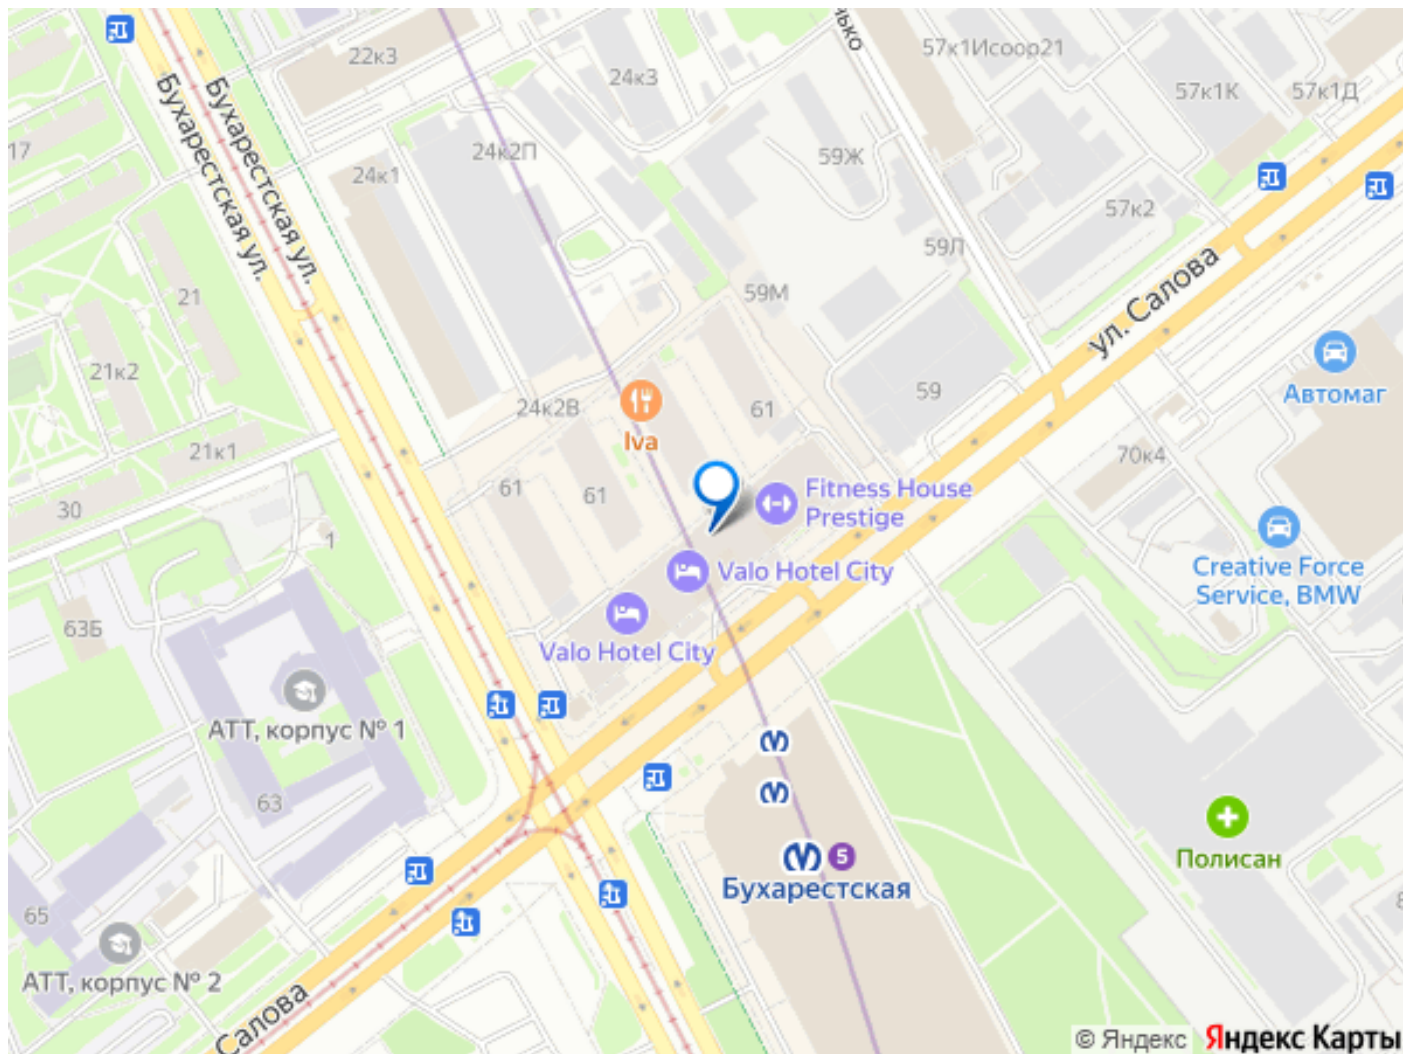 22к3
24к3
57к1Исоор21
57к1К
57к1Д
17
Бухарестская ул.
Бухарестская ул.
24к2П
24к1
59Ж
57к2
59Л
ул. Салова
21
59М
21к2
Автомаг
24к2В
61
59
Iva
21к1
70к4
61
61
Fitness House
Prestige
30
1
Creative Force
Service, BMW
Valo Hotel City
63Б
Valo Hotel City
АТТ, корпус № 1
63
5
Бухарестская
Полисан
65
АТТ, корпус № 2
Салова
© Яндекс
Яндекс Карты